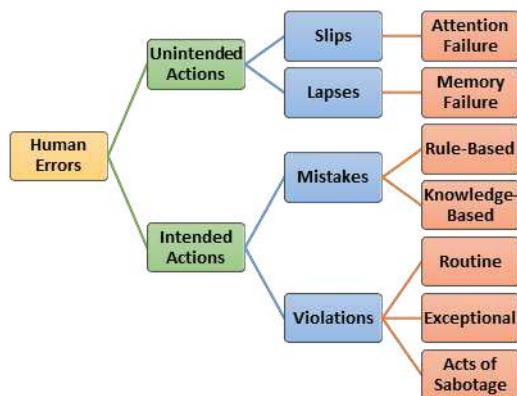 Human
Errors
Unintended
Actions
Slips
Attention
Failure
Lapses
Memory
Failure
Intended
Actions
Mistakes
Rule-Based
Knowledge-
Based
Violations
Routine
Exceptional
Acts of
Sabotage